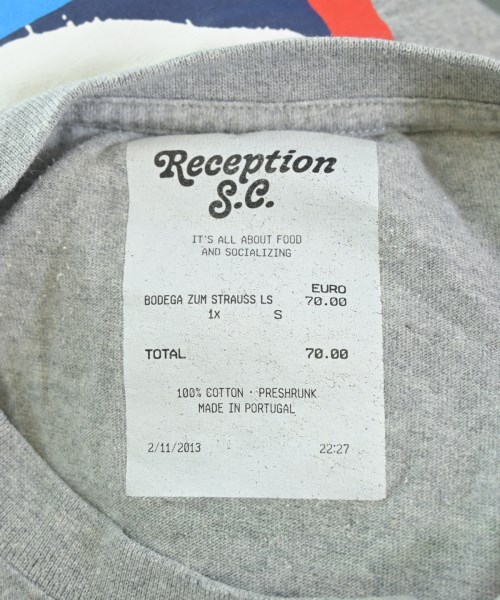 Reception
S.C.
IT'S ALL ABOUT FOOD
AND SOCIALIZING
EURO
BODEGA ZUM STRAUSS LS 70.00
1x S
TOTAL 70.00
100% COTTON · PRESHRUNK
MADE IN PORTUGAL
2/11/2013 22:27